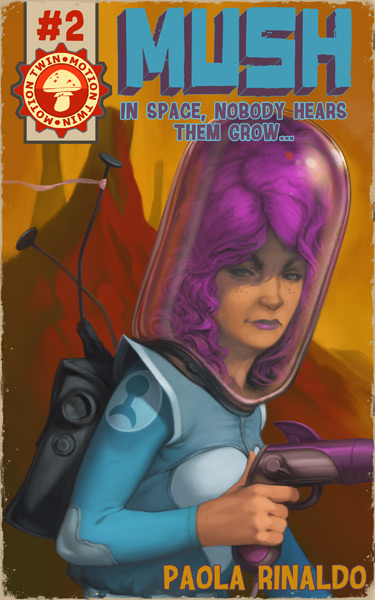 #2
MUSH
IN SPACE, NOBODY HEARS
THEM GROW...
MOTION TWIN•MOTION TWIN•
PAOLA RINALDO